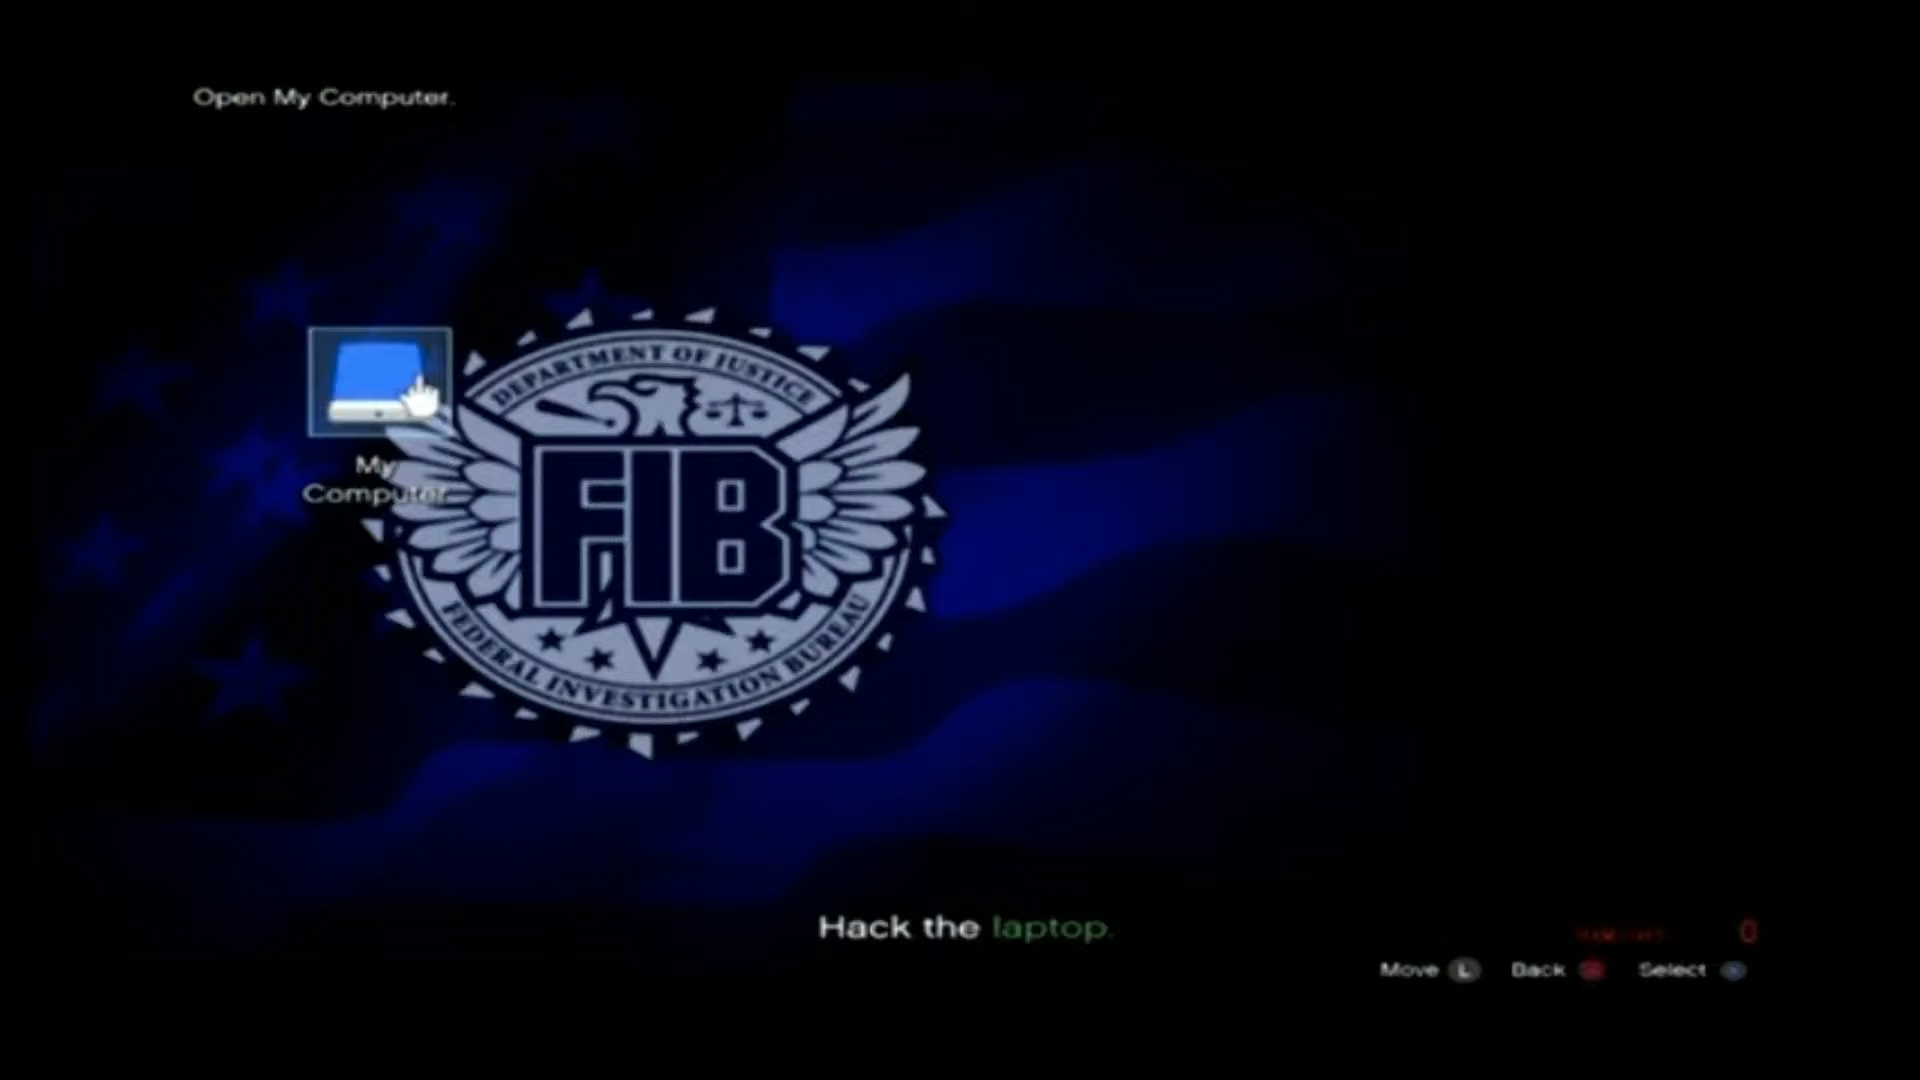 Open My Computer.
DEPARTMENT OF JUSTICE
My
Computer
FIB
FEDERAL INVESTIGATION BUREAU
Hack the laptop.
0
Move L Back Select